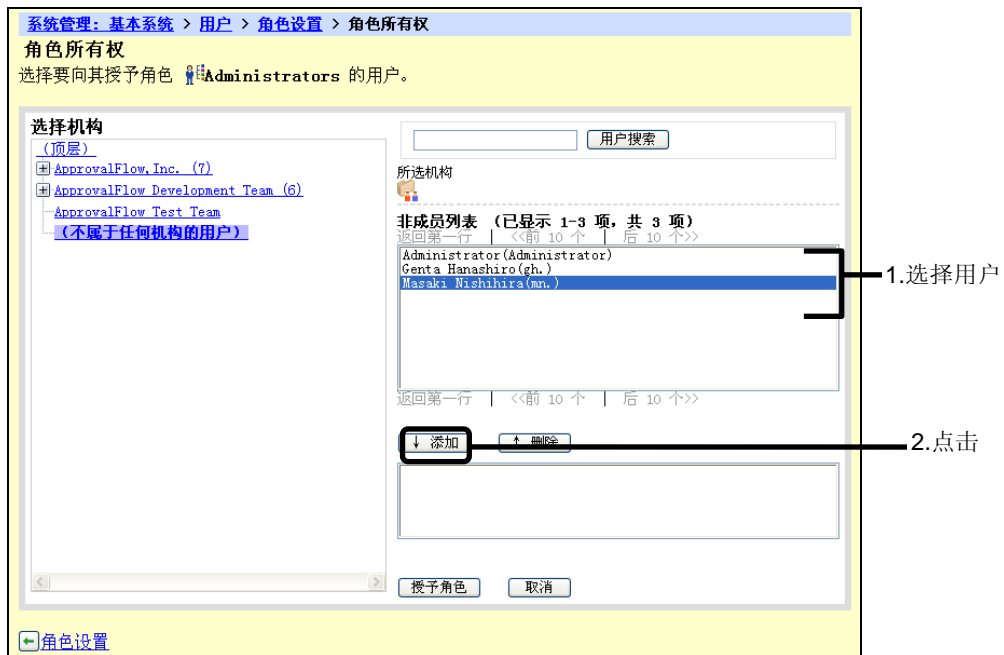 系统管理: 基本系统 > 用户 > 角色设置 > 角色所有权
角色所有权
选择要向其授予角色 Administrators 的用户。
选择机构
(顶层)
ApprovalFlow,Inc. (7)
ApprovalFlow Development Team (6)
ApprovalFlow Test Team
(不属于任何机构的用户)
用户搜索
所选机构
非成员列表 (已显示 1-3 项, 共 3 项)
返回第一行 | <<前 10 个 | 后 10 个>>
Administrator(Administrator)
Genta Hanashiro(gh.)
Masaki Nishihira(mn.)
1.选择用户
返回第一行 | <<前 10 个 | 后 10 个>>
↓ 添加 ↑ 删除
2.点击
授予角色 取消
角色设置